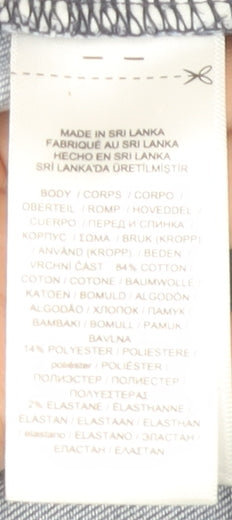 MADE IN SRI LANKA
FABRIQUÉ AU SRI LANKA
HECHO EN SRI LANKA
SRİ LANKA'DA ÜRETİLMİŞTİR
BODY / CORPS / CORPO /
OBERTEIL / ROMP / HOVEDDEL /
CUERPO / ПЕРЕД И СПИНКА /
КОРПУС / ΣΩΜΑ / BRUK (KROPP)
/ ANVÄND (KROPP) / BEDEN /
VRCHNÍ ČÁST 84% COTTON /
COTON / COTONE / BAUMWOLLE /
KATOEN / BOMULD / ALGODÓN /
ALGODÃO / ХЛОПОК / ПАМУК /
ΒΑΜΒΑΚΙ / BOMULL / PAMUK /
BAVLNA
14% POLYESTER / POLIESTERE /
poliéster / POLIÉSTER /
ПОЛИЭСТЕР / ПОЛИЕСТЕР /
ΠΟΛΥΕΣΤΕΡΑΣ
2% ELASTANE / ÉLASTHANNE /
ELASTAN / ELASTAAN / ELASTHAN
elastano / ELASTANO / ЭЛАСТАН /
ЕЛАСТАН / ΕΛΑΣΤΑΝ